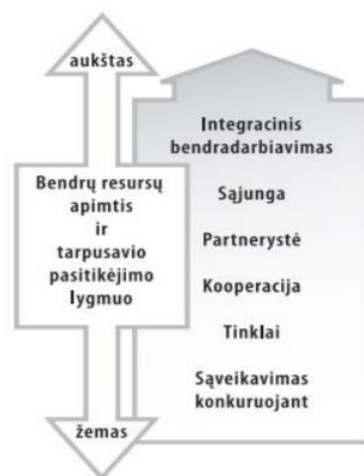 aukštas
Bendrų resursų
apimtis
ir
tarpusavio
pasitikėjimo
lygmuo
žemas
Integracinis
bendradarbiavimas
Sąjunga
Partnerystė
Kooperacija
Tinklai
Sąveikavimas
konkuruojant